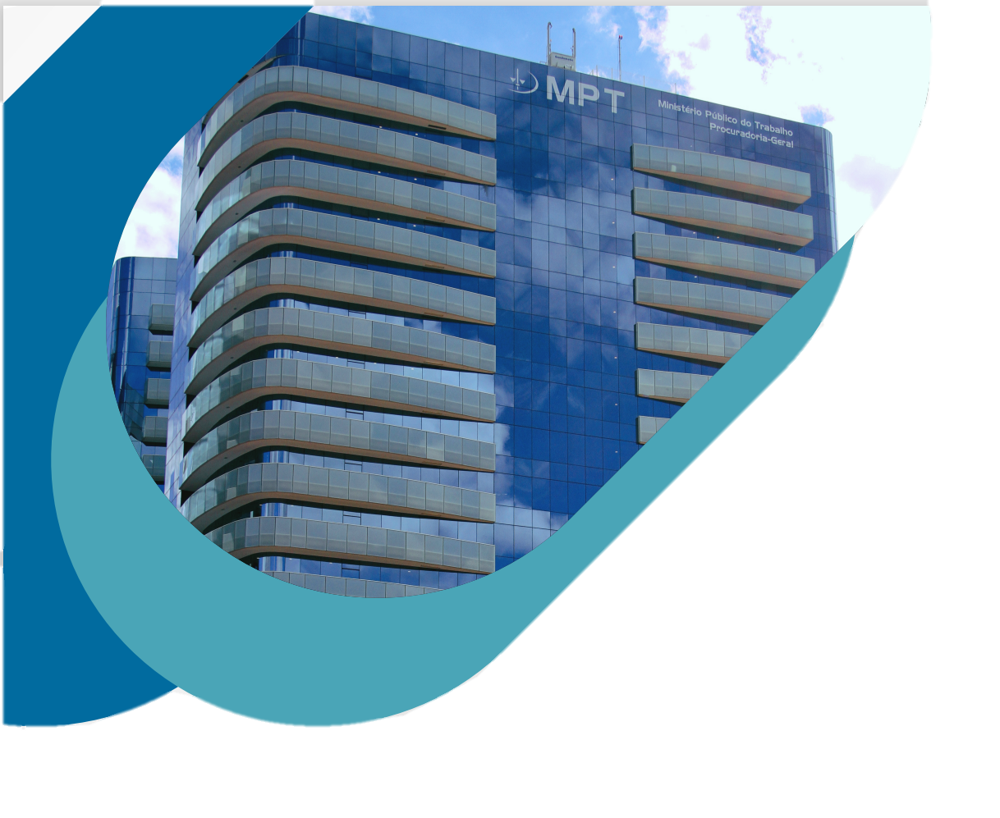 MPT
Ministério Público do Trabalho
Procuradoria-Geral